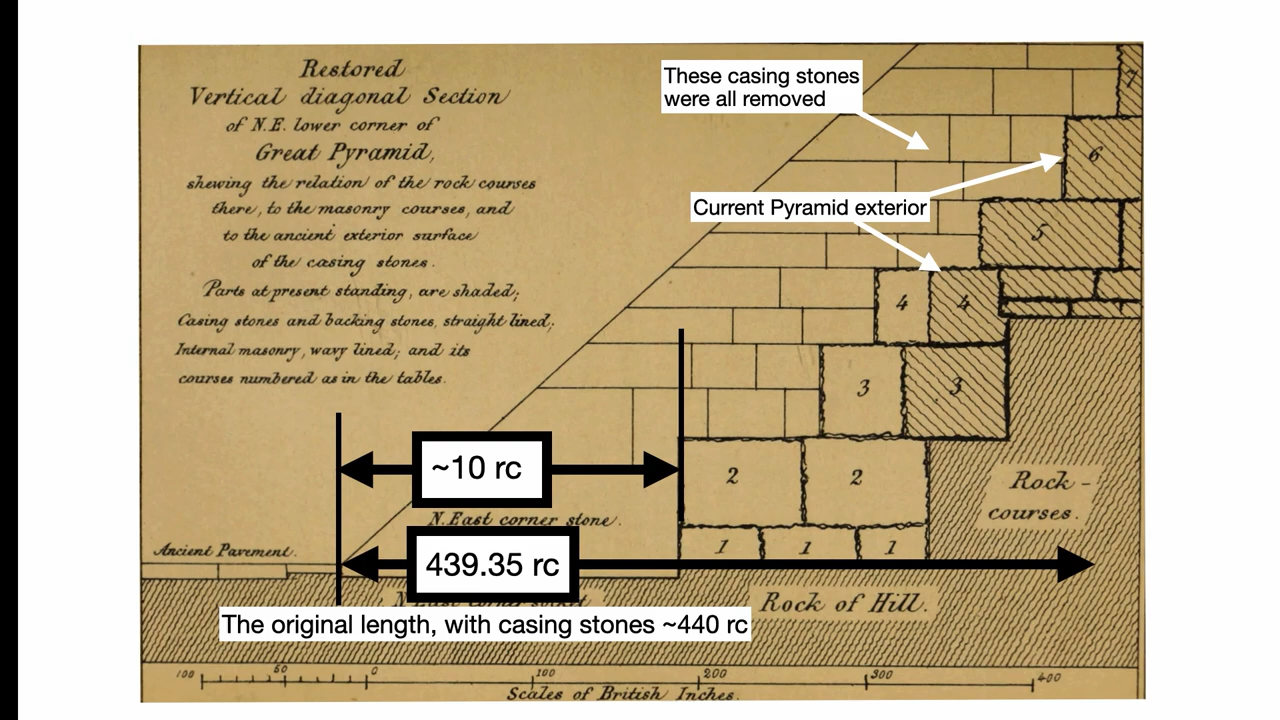 Restored
Vertical diagonal Section
of N.E. lower corner of
Great Pyramid,
shewing the relation of the rock courses
there, to the masonry courses, and
to the ancient exterior surface
of the casing stones.
Parts at present standing, are shaded;
Casing stones and backing stones, straight lined;
Internal masonry, wavy lined; and its
courses numbered as in the tables.
These casing stones
were all removed
Current Pyramid exterior
7
6
5
4
4
3
3
2
2
1
1
1
~10 rc
N. East corner stone.
Rock-
courses.
Ancient Pavement.
439.35 rc
N. East corner socket
Rock of Hill.
The original length, with casing stones ~440 rc
100 50 0 100 200 300 400
Scales of British Inches.